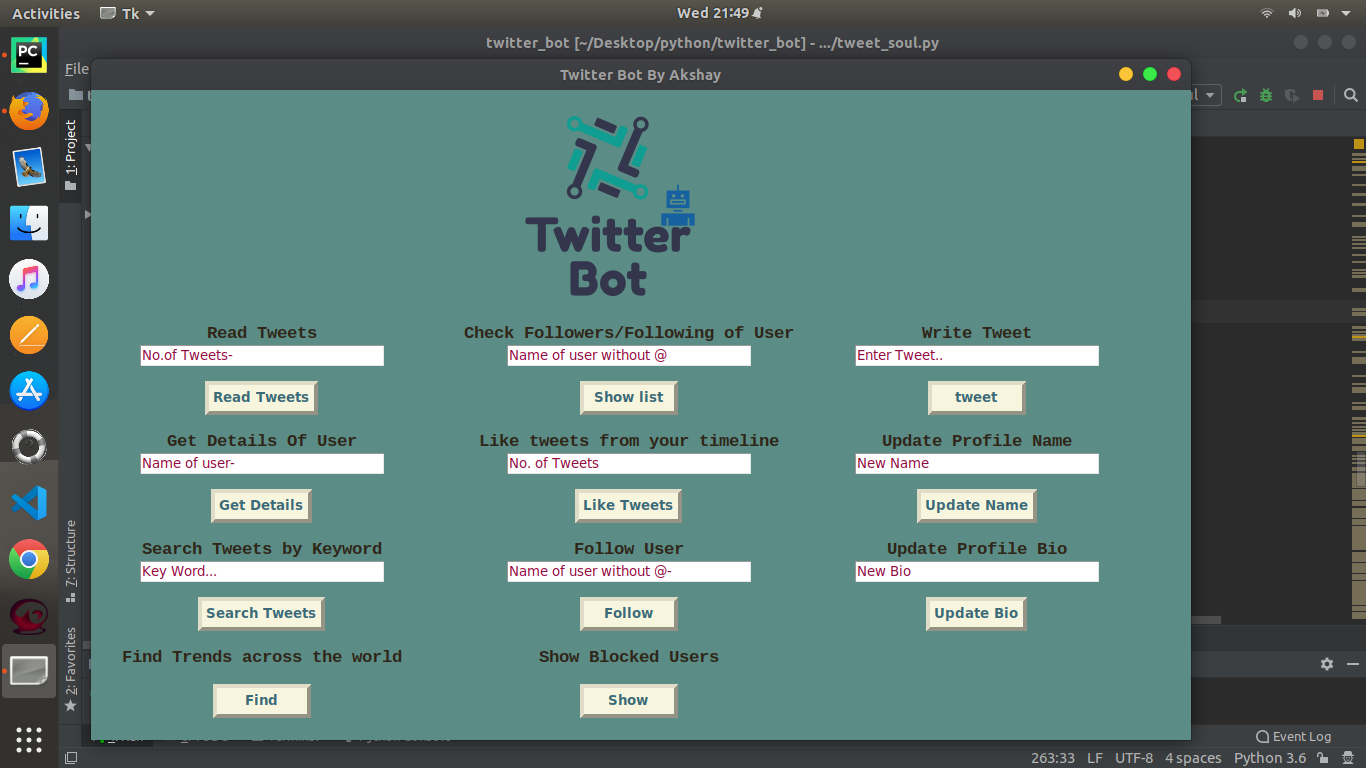 Activities Tk Wed 21:49
twitter_bot [~/Desktop/python/twitter_bot] - .../tweet_soul.py
File
Twitter Bot By Akshay
1: Project
Twitter
Bot
Read Tweets Check Followers/Following of User Write Tweet
No.of Tweets- Name of user without @ Enter Tweet..
Read Tweets Show list tweet
Get Details Of User Like tweets from your timeline Update Profile Name
Name of user- No. of Tweets New Name
Get Details Like Tweets Update Name
7: Structure
Search Tweets by Keyword Follow User Update Profile Bio
Key Word... Name of user without @- New Bio
Search Tweets Follow Update Bio
2: Favorites
Find Trends across the world Show Blocked Users
Find Show
Event Log
263:33 LF UTF-8 4 spaces Python 3.6